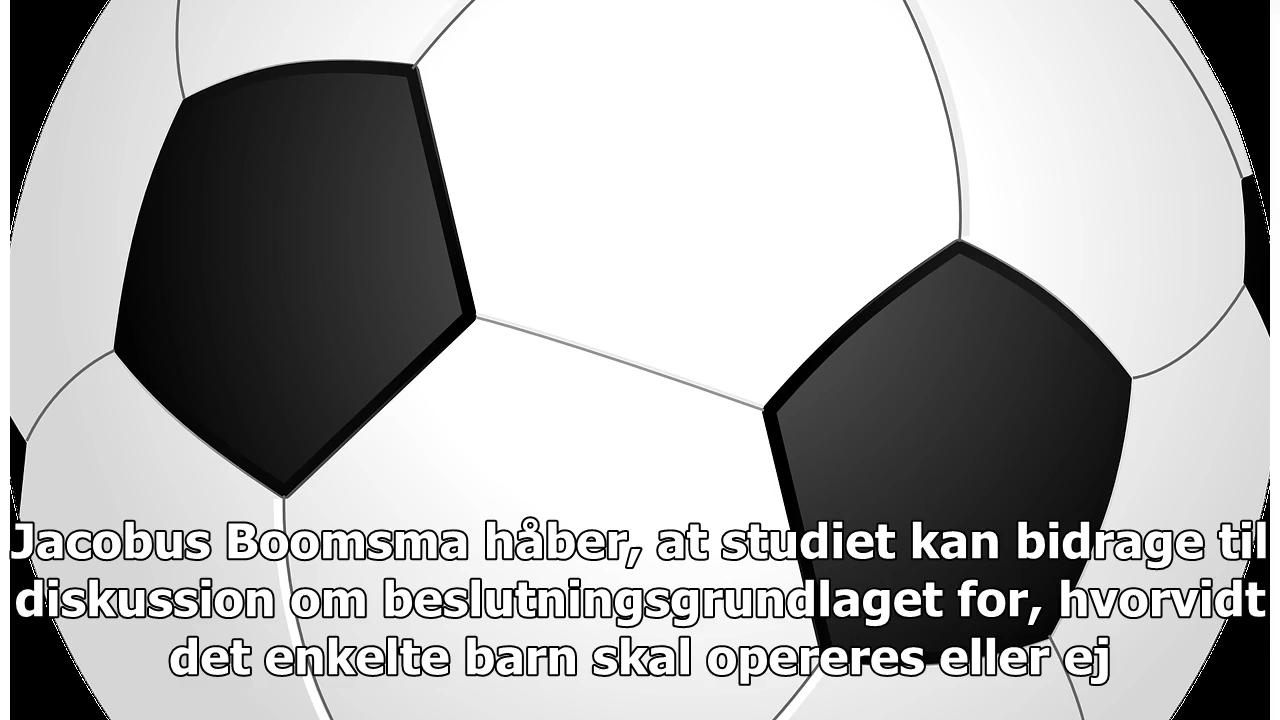 Jacobus Boomsma håber, at studiet kan bidrage til
diskussion om beslutningsgrundlaget for, hvorvidt
det enkelte barn skal opereres eller ej